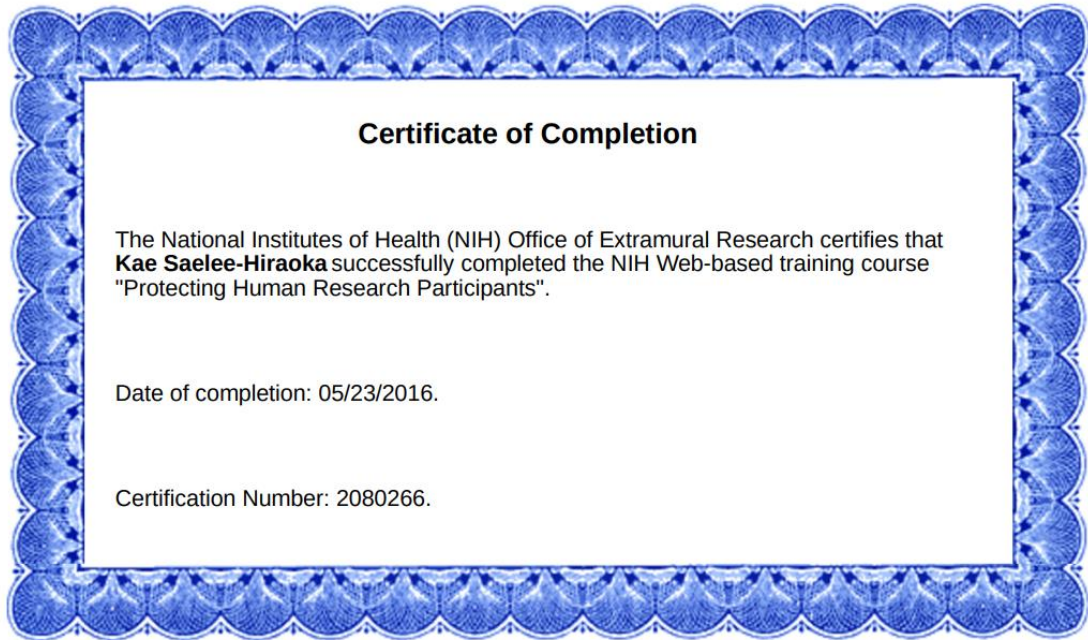 Certificate of Completion
The National Institutes of Health (NIH) Office of Extramural Research certifies that
Kae Saelee-Hiraoka successfully completed the NIH Web-based training course
"Protecting Human Research Participants".
Date of completion: 05/23/2016.
Certification Number: 2080266.